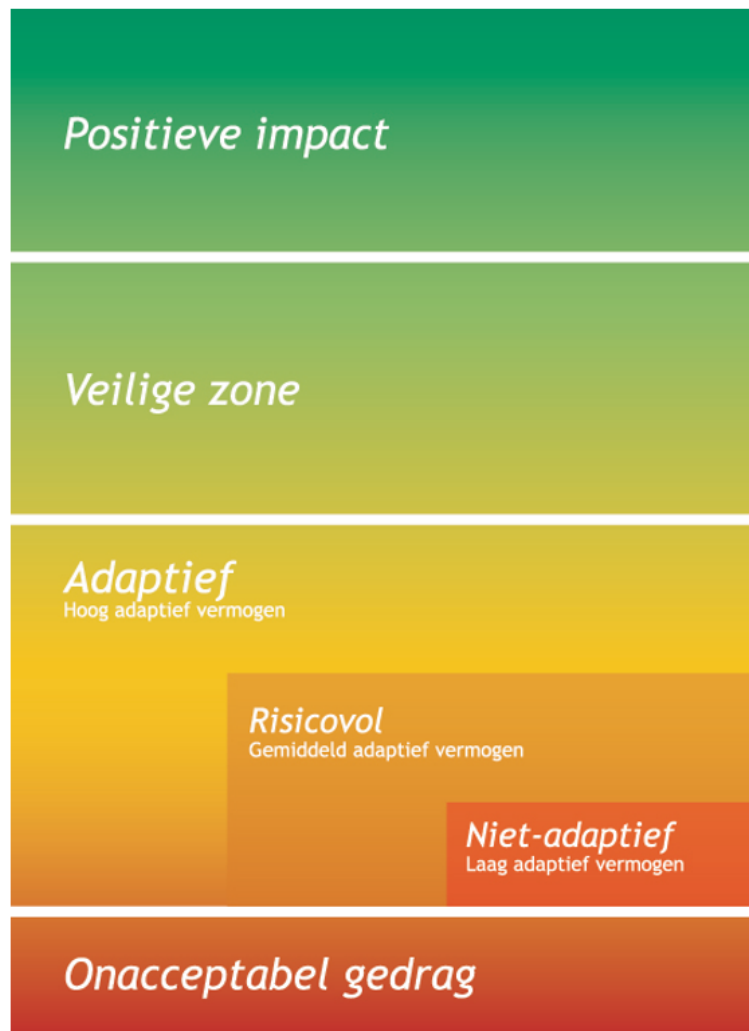 Positieve impact
Veilige zone
Adaptief
Hoog adaptief vermogen
Risicovol
Gemiddeld adaptief vermogen
Niet-adaptief
Laag adaptief vermogen
Onacceptabel gedrag